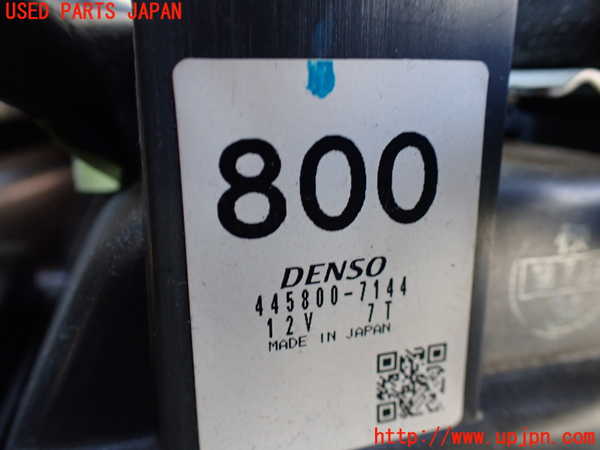 USED PARTS JAPAN
800
DENSO
445800-7144
12V 7T
MADE IN JAPAN
http://www.upjpn.com/